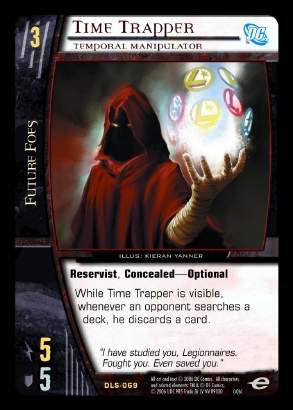 3
TIME TRAPPER
TEMPORAL MANIPULATOR
DC
FUTURE FOES
ILLUS: KIERAN YANNER
Reservist, Concealed—Optional
While Time Trapper is visible,
whenever an opponent searches a
deck, he discards a card.
5
"I have studied you, Legionnaires.
Fought you. Even saved you."
5
DLS-069